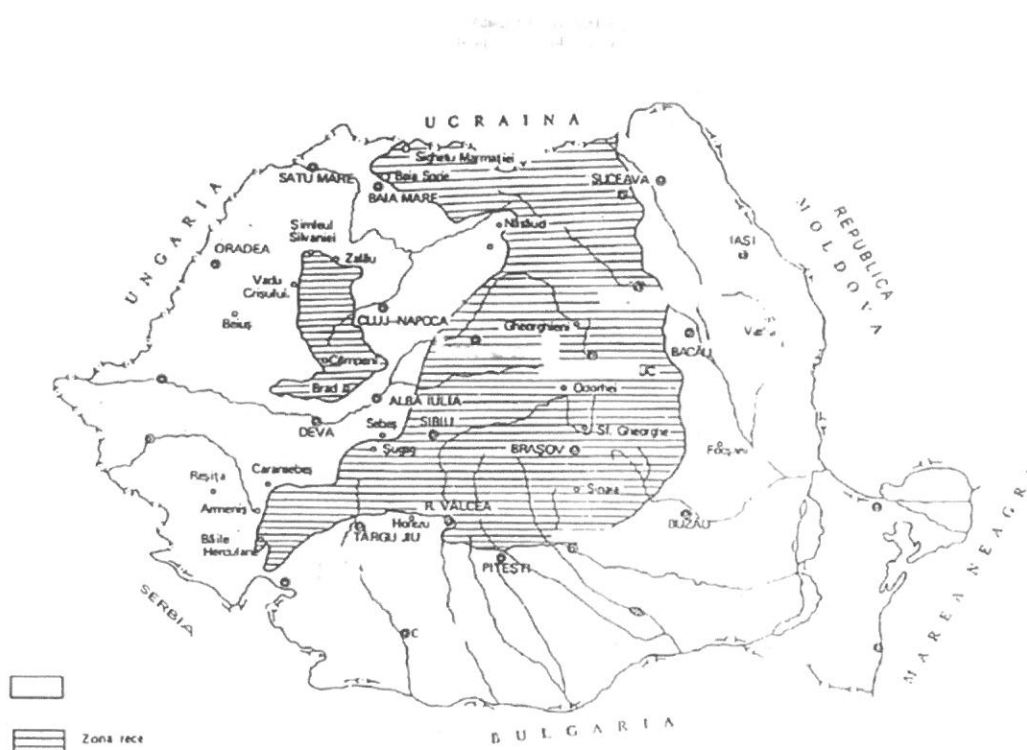 UCRAINA
Sighetu Marmației
SATU MARE
Baia Sprie
BAIA MARE
SUCEAVA
Șimleul
Silvaniei
Năsăud
REPUBLICA
MOLDOVA
UNGARIA
ORADEA
Zalău
IAȘI
Vadu
Crișului
Beiuș
CLUJ-NAPOCA
Gheorghieni
BACĂU
Câmpeni
C
Brad
Odorhei
ALBA IULIA
DEVA
Sebeș
SIBIU
Sf. Gheorghe
Șugag
BRAȘOV
Focșani
Reșița
Caransebeș
Sinaia
Armeniș
R. VÂLCEA
Horezu
BUZĂU
Băile
Herculane
TÂRGU JIU
PITEȘTI
MAREA NEAGRĂ
SERBIA
C
BULGARIA
Zona rece